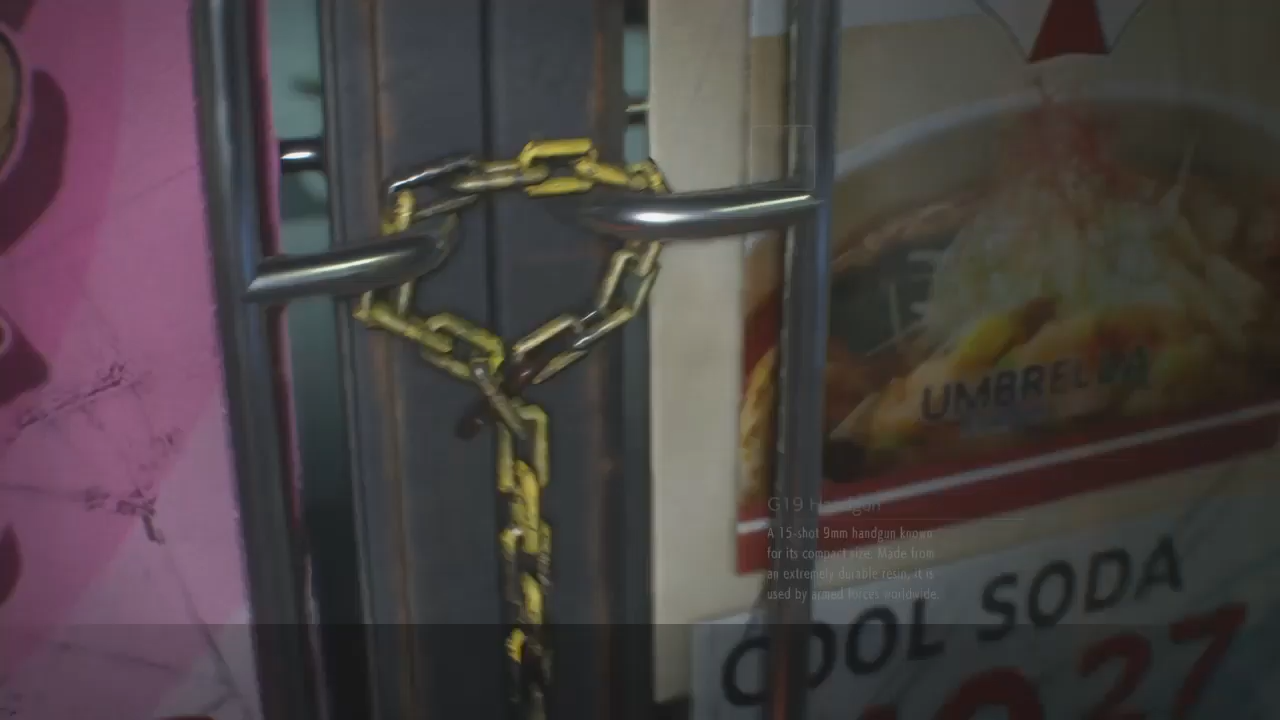 UMBRELLA
G19 Handgun
A 15-shot 9mm handgun known
for its compact size. Made from
an extremely durable resin, it is
used by armed forces worldwide.
COOL SODA
27